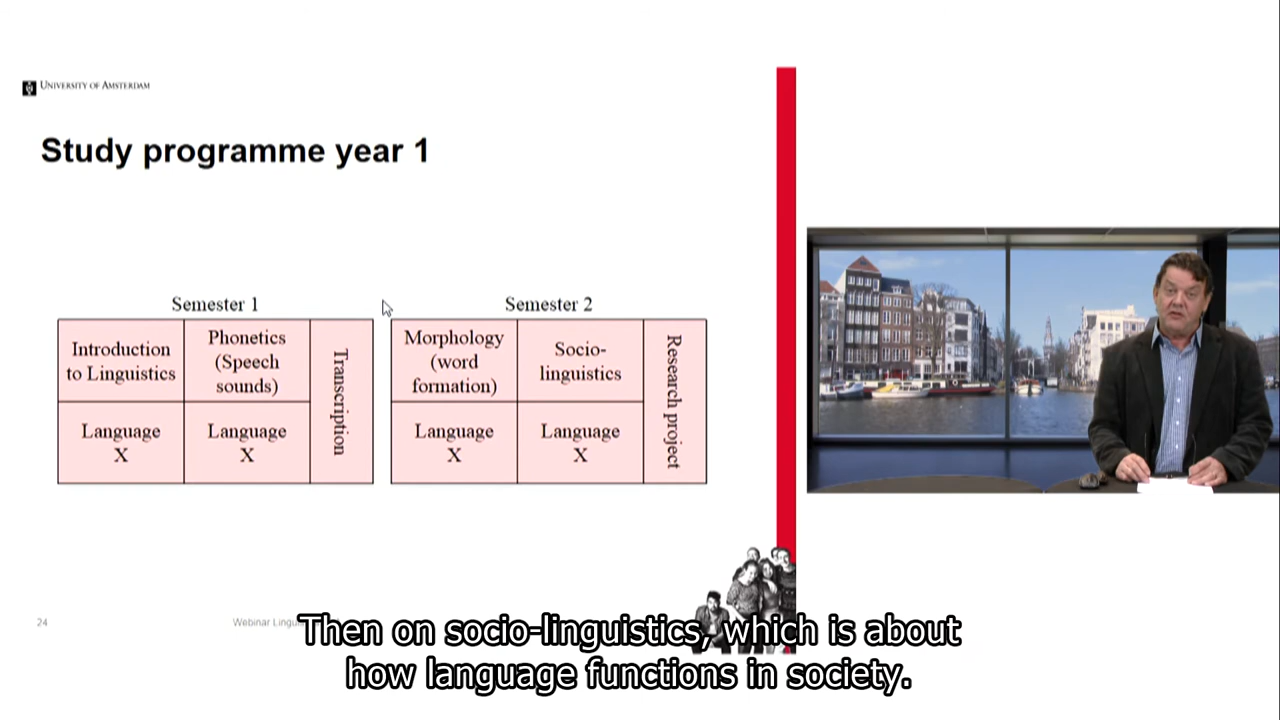 UNIVERSITY OF AMSTERDAM
Study programme year 1
Semester 1
Introduction
to Linguistics
Phonetics
(Speech
sounds)
Transcription
Language
X
Language
X
Semester 2
Morphology
(word
formation)
Socio-
linguistics
Research project
Language
X
Language
X
24
Webinar
Then on socio-linguistics, which is about
how language functions in society.